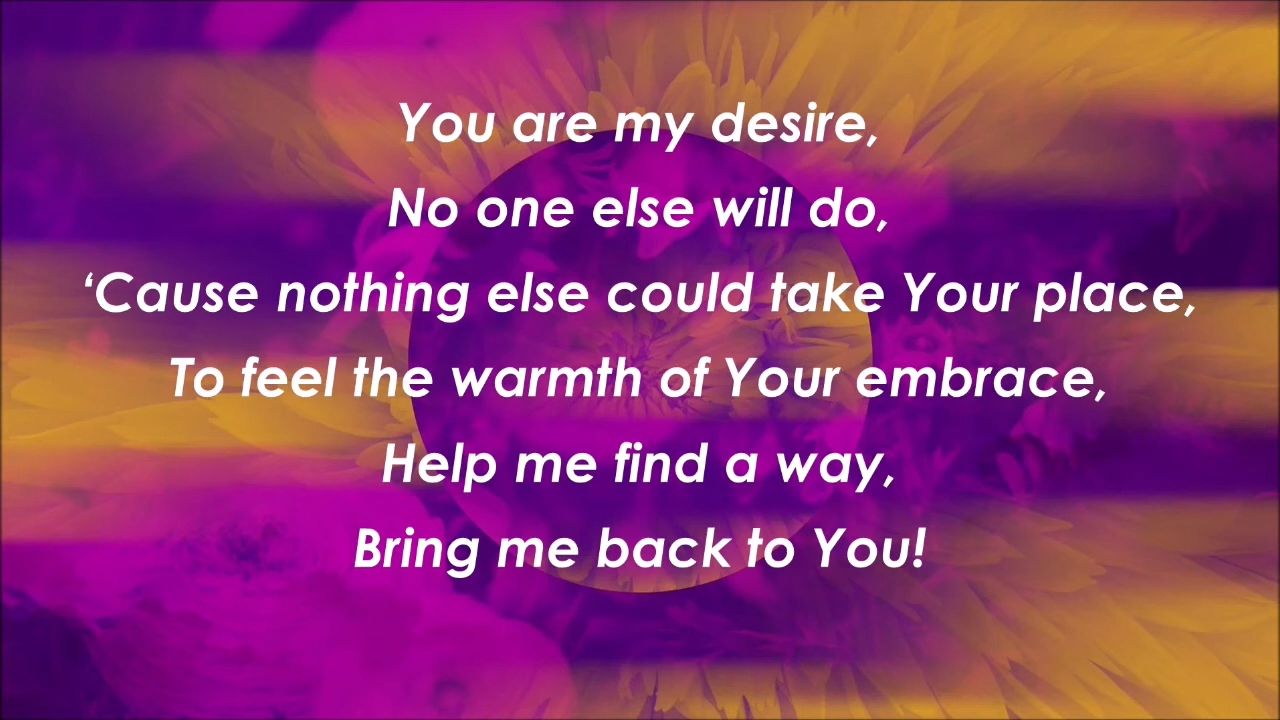 You are my desire,
No one else will do,
‘Cause nothing else could take Your place,
To feel the warmth of Your embrace,
Help me find a way,
Bring me back to You!